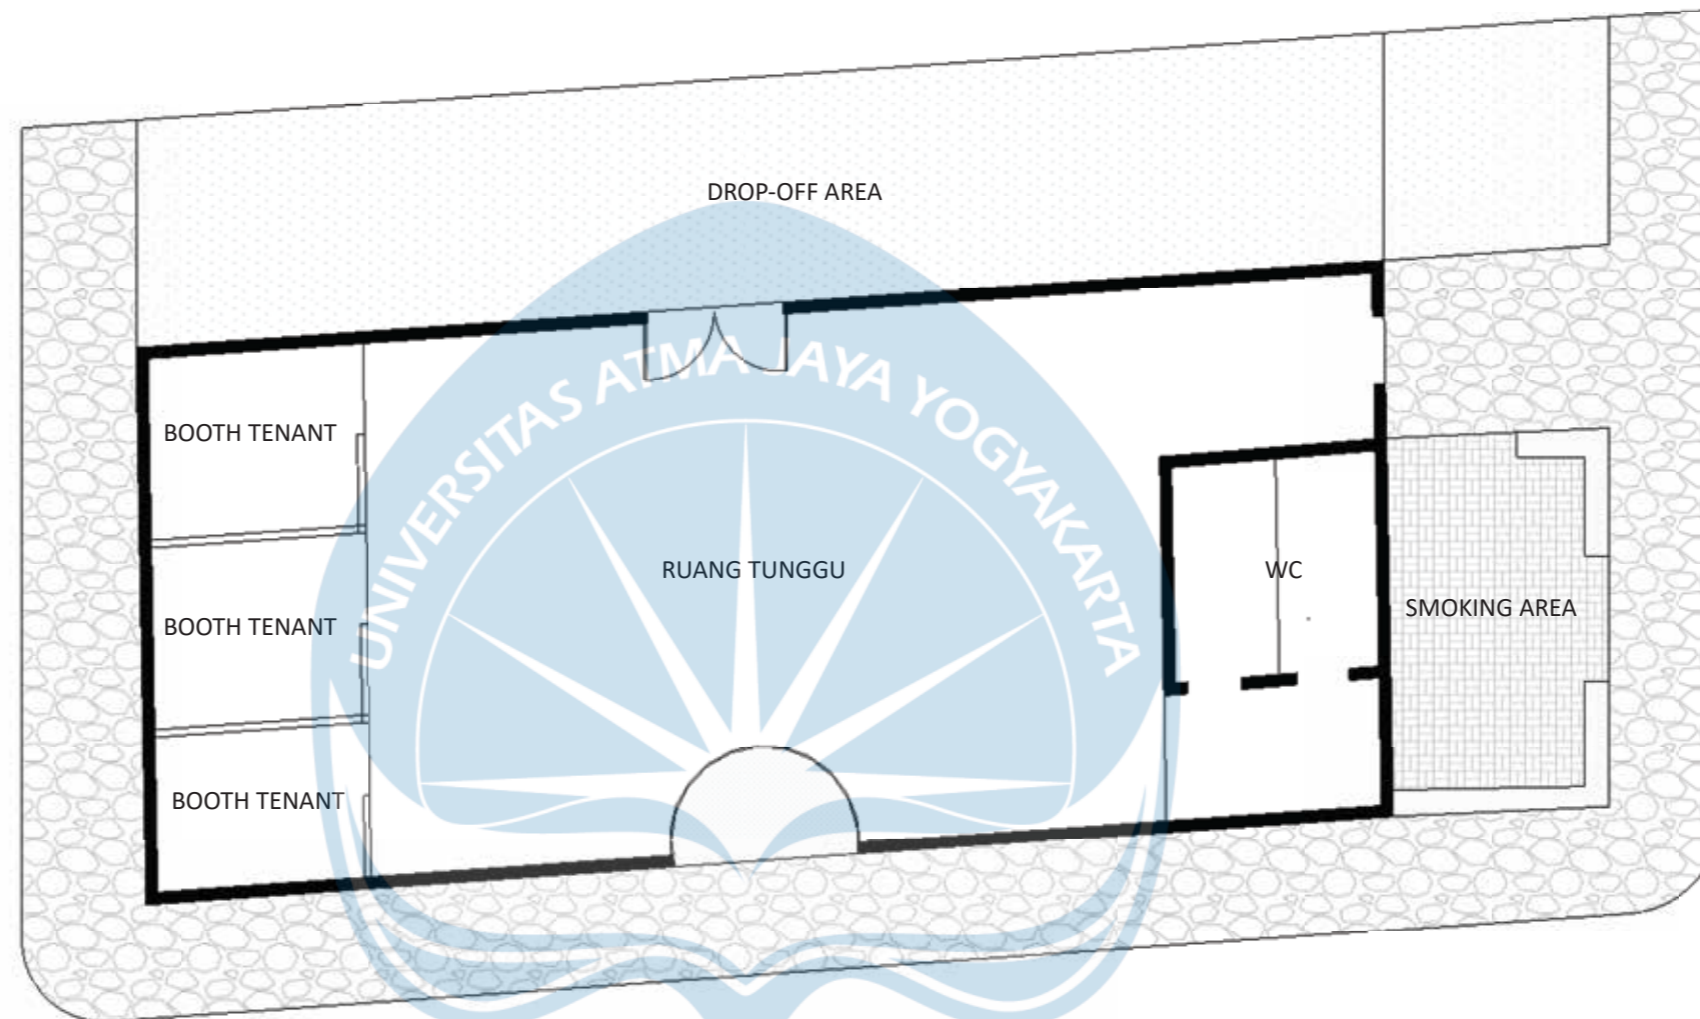 DROP-OFF AREA
UNIVERSITAS ATMA JAYA YOGYAKARTA
BOOTH TENANT
RUANG TUNGGU
WC
SMOKING AREA
BOOTH TENANT
BOOTH TENANT